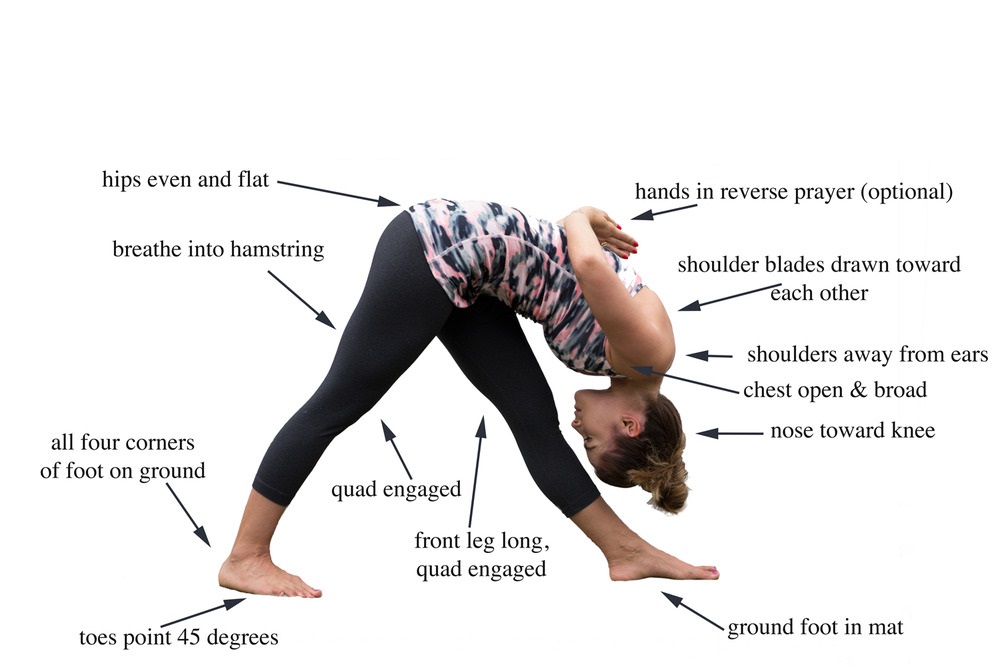 hips even and flat
hands in reverse prayer (optional)
breathe into hamstring
shoulder blades drawn toward
each other
shoulders away from ears
chest open & broad
nose toward knee
all four corners
of foot on ground
quad engaged
front leg long,
quad engaged
toes point 45 degrees
ground foot in mat